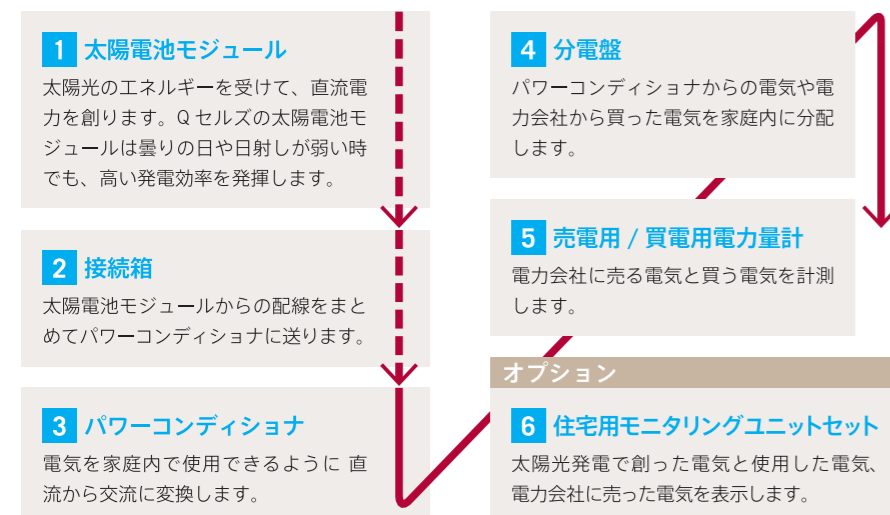 1 太陽電池モジュール
太陽光のエネルギーを受けて、直流電
力を創ります。Q セルズの太陽電池モ
ジュールは曇りの日や日射しが弱い時
でも、高い発電効率を発揮します。
2 接続箱
太陽電池モジュールからの配線をまと
めてパワーコンディショナに送ります。
3 パワーコンディショナ
電気を家庭内で使用できるように 直
流から交流に変換します。
4 分電盤
パワーコンディショナからの電気や電
力会社から買った電気を家庭内に分配
します。
5 売電用 / 買電用電力量計
電力会社に売る電気と買う電気を計測
します。
オプション
6 住宅用モニタリングユニットセット
太陽光発電で創った電気と使用した電気、
電力会社に売った電気を表示します。